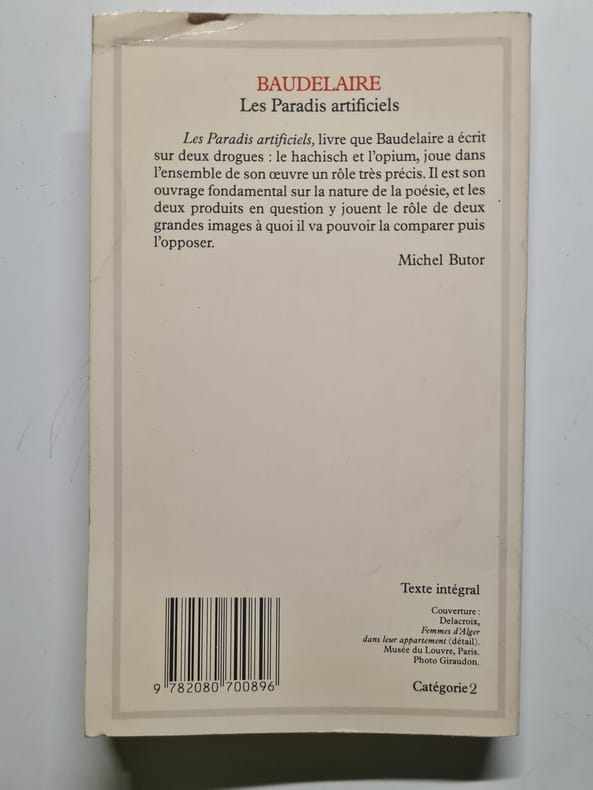 BAUDELAIRE
Les Paradis artificiels
Les Paradis artificiels, livre que Baudelaire a écrit
sur deux drogues : le hachisch et l'opium, joue dans
l'ensemble de son œuvre un rôle très précis. Il est son
ouvrage fondamental sur la nature de la poésie, et les
deux produits en question y jouent le rôle de deux
grandes images à quoi il va pouvoir la comparer puis
l'opposer.
Michel Butor
Texte intégral
Couverture :
Delacroix,
Femmes d'Alger
dans leur appartement (détail).
Musée du Louvre, Paris.
Photo Giraudon.
9 782080 700896
Catégorie 2